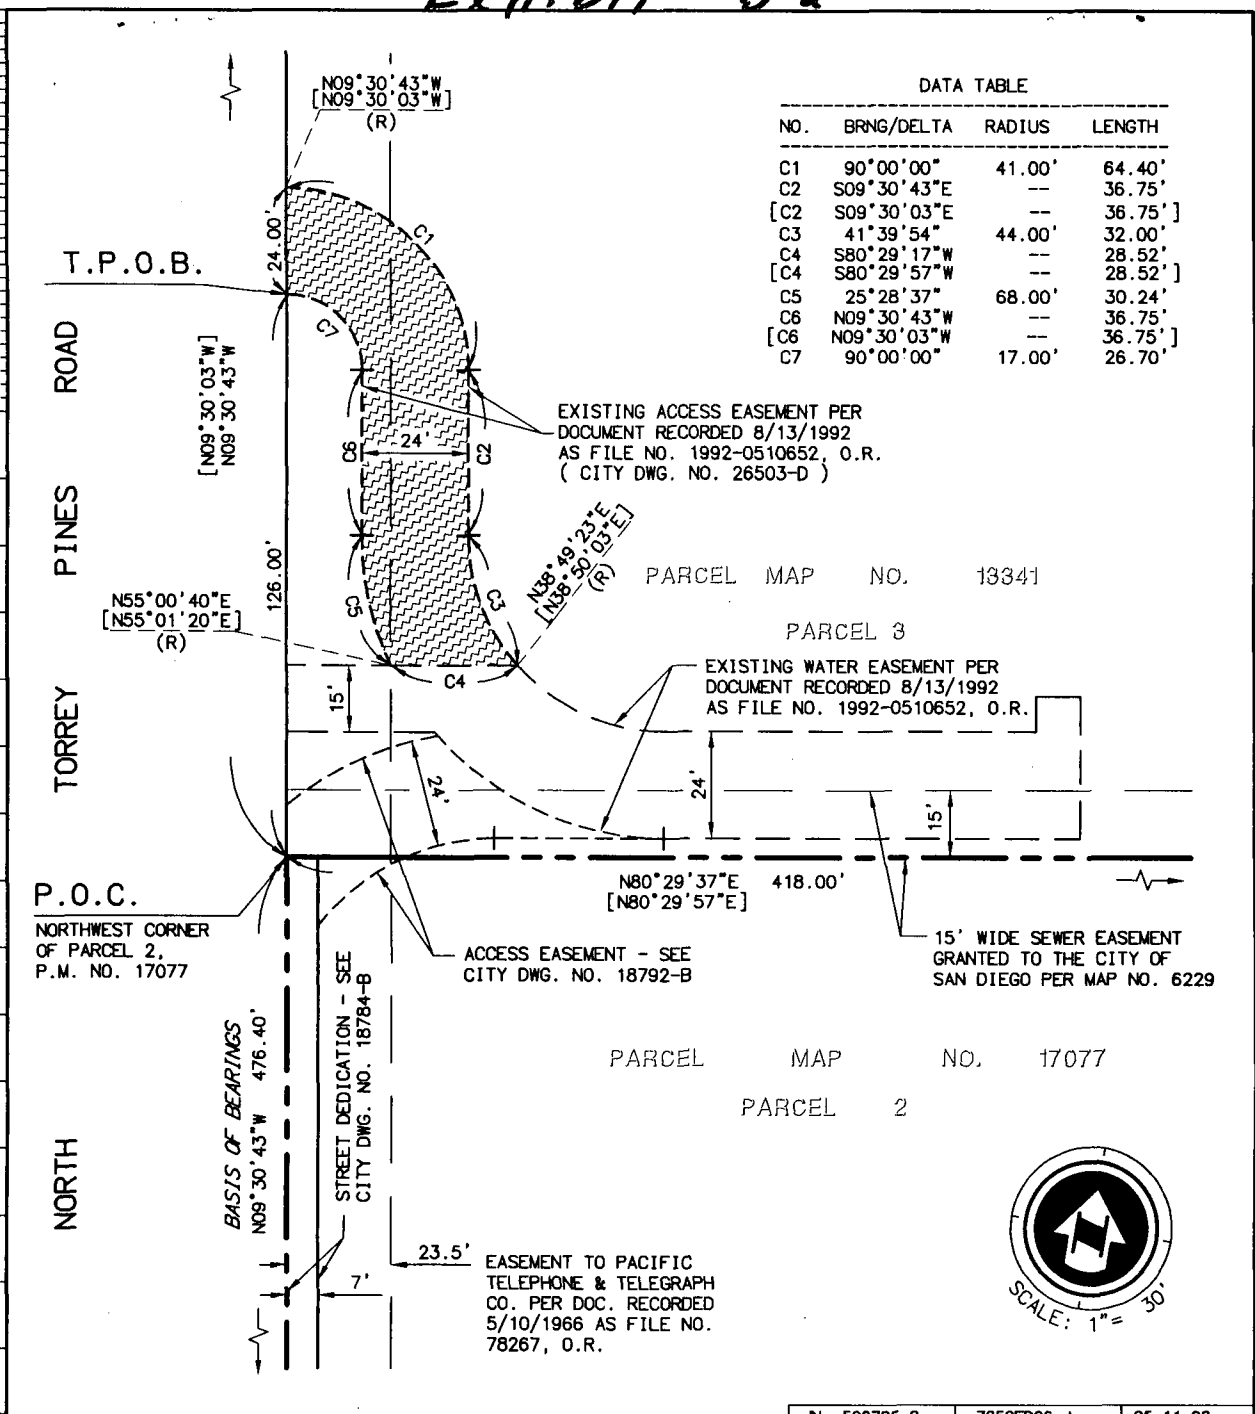 N09°30'43"W
[N09°30'03"W]
(R)
DATA TABLE
NO. BRNG/DELTA RADIUS LENGTH
C1 90°00'00" 41.00' 64.40'
C2 S09°30'43"E -- 36.75'
[C2 S09°30'03"E -- 36.75']
C3 41°39'54" 44.00' 32.00'
C4 S80°29'17"W -- 28.52'
[C4 S80°29'57"W -- 28.52']
C5 25°28'37" 68.00' 30.24'
C6 N09°30'43"W -- 36.75'
[C6 N09°30'03"W -- 36.75']
C7 90°00'00" 17.00' 26.70'
24.00'
C1
T.P.O.B.
C7
[N09°30'03"W]
N09°30'43"W
NORTH TORREY PINES ROAD
EXISTING ACCESS EASEMENT PER
DOCUMENT RECORDED 8/13/1992
AS FILE NO. 1992-0510652, O.R.
( CITY DWG. NO. 26503-D )
C6
24'
C2
N38°49'23"E
[N38°50'03"E]
(R)
PARCEL MAP NO. 13341
PARCEL 3
126.00'
N55°00'40"E
[N55°01'20"E]
(R)
C5
C3
C4
EXISTING WATER EASEMENT PER
DOCUMENT RECORDED 8/13/1992
AS FILE NO. 1992-0510652, O.R.
15'
24'
24'
15'
P.O.C.
NORTHWEST CORNER
OF PARCEL 2,
P.M. NO. 17077
N80°29'37"E 418.00'
[N80°29'57"E]
ACCESS EASEMENT - SEE
CITY DWG. NO. 18792-B
15' WIDE SEWER EASEMENT
GRANTED TO THE CITY OF
SAN DIEGO PER MAP NO. 6229
STREET DEDICATION - SEE
CITY DWG. NO. 18784-B
BASIS OF BEARINGS
N09°30'43"W 476.40'
PARCEL MAP NO. 17077
PARCEL 2
23.5'
7'
EASEMENT TO PACIFIC
TELEPHONE & TELEGRAPH
CO. PER DOC. RECORDED
5/10/1966 AS FILE NO.
78267, O.R.
SCALE: 1"= 30'